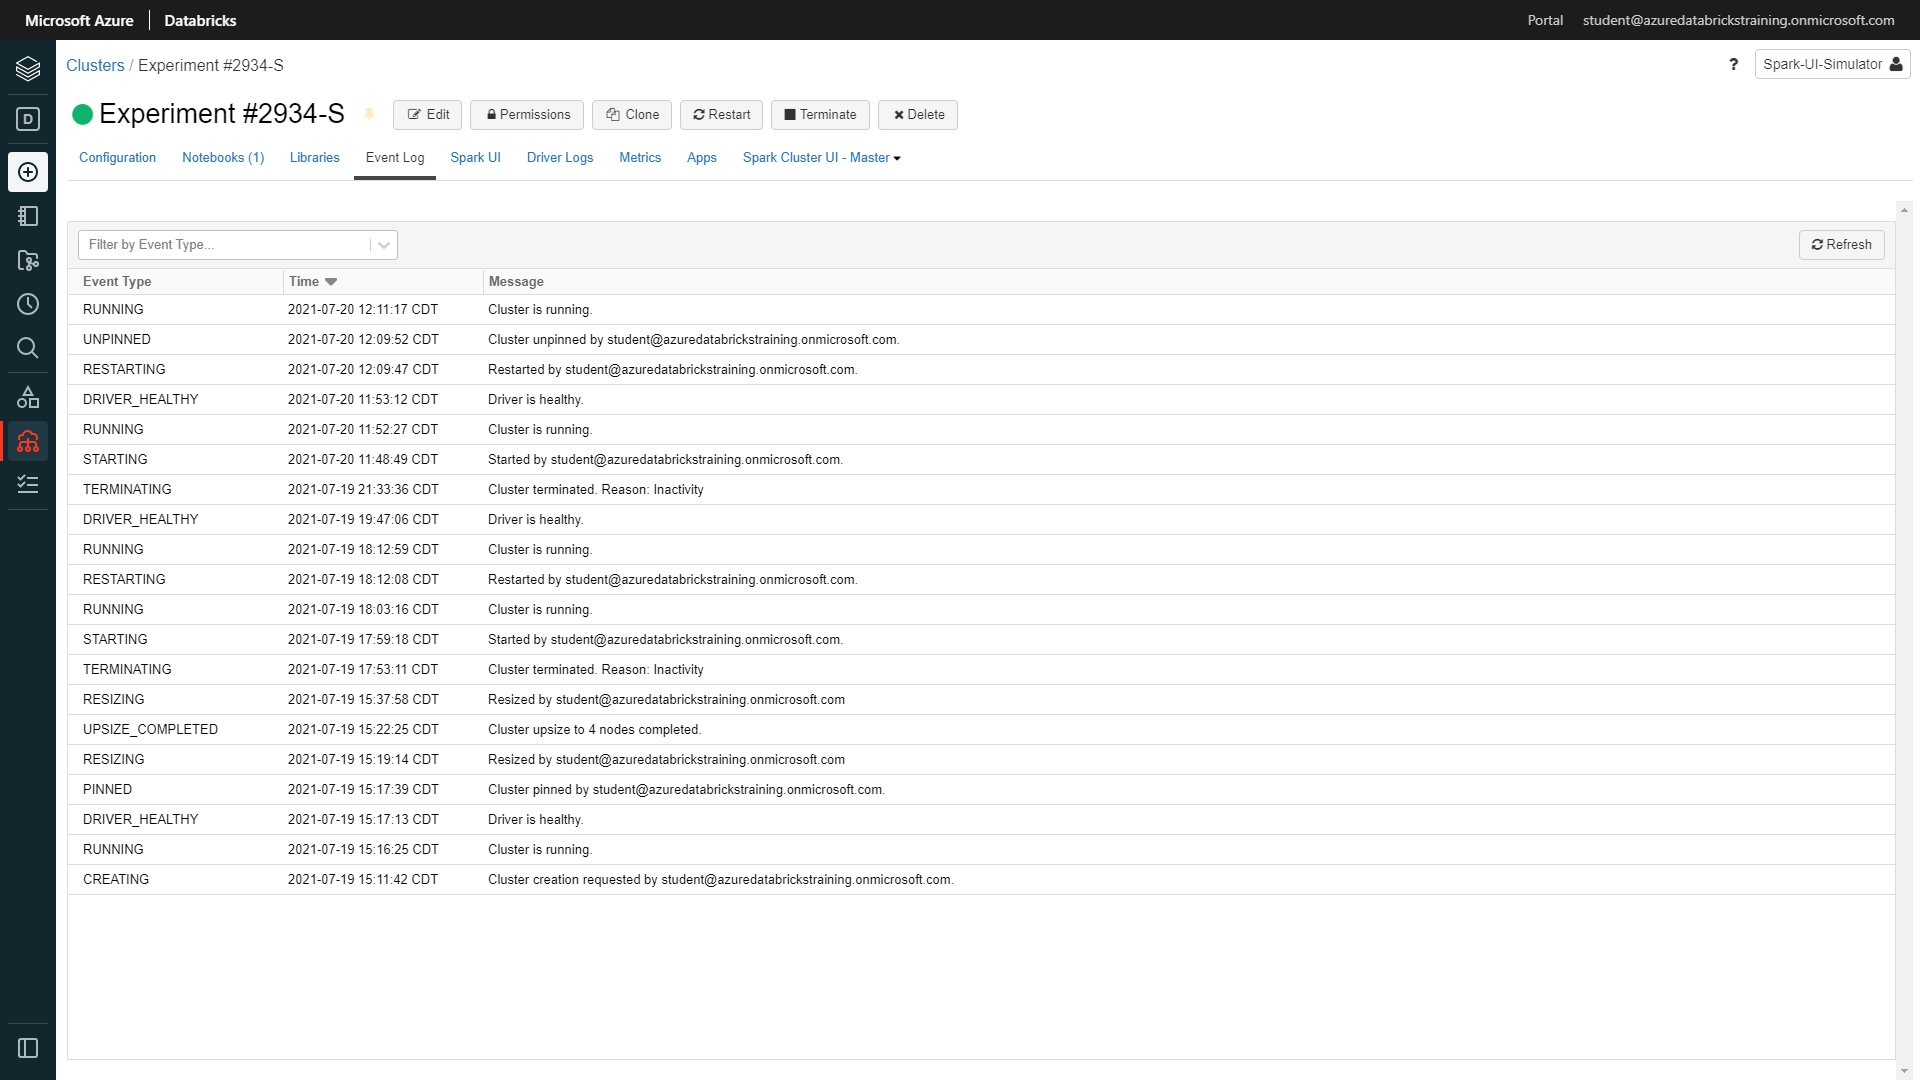 Microsoft Azure Databricks Portal student@azuredatabrickstraining.onmicrosoft.com
Clusters / Experiment #2934-S ? Spark-UI-Simulator
D
Experiment #2934-S Edit Permissions Clone Restart Terminate Delete
Configuration Notebooks (1) Libraries Event Log Spark UI Driver Logs Metrics Apps Spark Cluster UI - Master
Filter by Event Type... Refresh
Event Type Time Message
RUNNING 2021-07-20 12:11:17 CDT Cluster is running.
UNPINNED 2021-07-20 12:09:52 CDT Cluster unpinned by student@azuredatabrickstraining.onmicrosoft.com.
RESTARTING 2021-07-20 12:09:47 CDT Restarted by student@azuredatabrickstraining.onmicrosoft.com.
DRIVER_HEALTHY 2021-07-20 11:53:12 CDT Driver is healthy.
RUNNING 2021-07-20 11:52:27 CDT Cluster is running.
STARTING 2021-07-20 11:48:49 CDT Started by student@azuredatabrickstraining.onmicrosoft.com.
TERMINATING 2021-07-19 21:33:36 CDT Cluster terminated. Reason: Inactivity
DRIVER_HEALTHY 2021-07-19 19:47:06 CDT Driver is healthy.
RUNNING 2021-07-19 18:12:59 CDT Cluster is running.
RESTARTING 2021-07-19 18:12:08 CDT Restarted by student@azuredatabrickstraining.onmicrosoft.com.
RUNNING 2021-07-19 18:03:16 CDT Cluster is running.
STARTING 2021-07-19 17:59:18 CDT Started by student@azuredatabrickstraining.onmicrosoft.com.
TERMINATING 2021-07-19 17:53:11 CDT Cluster terminated. Reason: Inactivity
RESIZING 2021-07-19 15:37:58 CDT Resized by student@azuredatabrickstraining.onmicrosoft.com
UPSIZE_COMPLETED 2021-07-19 15:22:25 CDT Cluster upsize to 4 nodes completed.
RESIZING 2021-07-19 15:19:14 CDT Resized by student@azuredatabrickstraining.onmicrosoft.com
PINNED 2021-07-19 15:17:39 CDT Cluster pinned by student@azuredatabrickstraining.onmicrosoft.com.
DRIVER_HEALTHY 2021-07-19 15:17:13 CDT Driver is healthy.
RUNNING 2021-07-19 15:16:25 CDT Cluster is running.
CREATING 2021-07-19 15:11:42 CDT Cluster creation requested by student@azuredatabrickstraining.onmicrosoft.com.